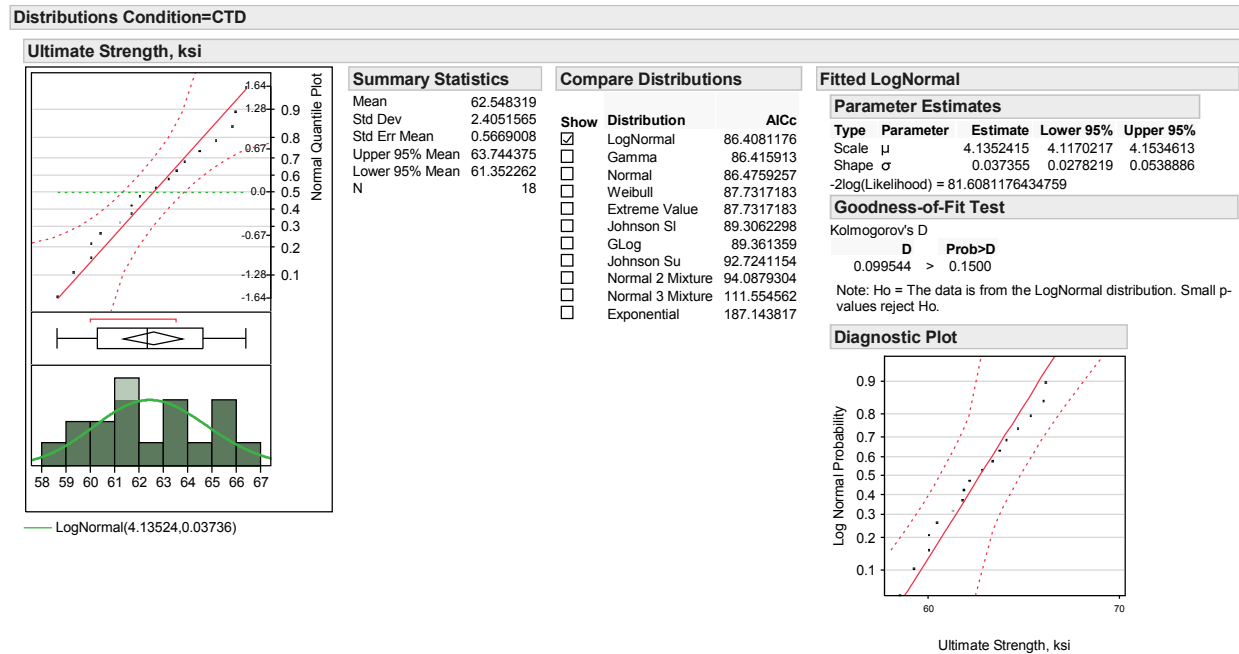 Distributions Condition=CTD
Ultimate Strength, ksi
1.64
1.28
0.67
0.0
-0.67
-1.28
-1.64
0.9
0.8
0.7
0.6
0.5
0.4
0.3
0.2
0.1
Normal Quantile Plot
58 59 60 61 62 63 64 65 66 67
LogNormal(4.13524,0.03736)
Summary Statistics
Mean 62.548319
Std Dev 2.4051565
Std Err Mean 0.5669008
Upper 95% Mean 63.744375
Lower 95% Mean 61.352262
N 18
Compare Distributions
Show Distribution AICc
LogNormal 86.4081176
Gamma 86.415913
Normal 86.4759257
Weibull 87.7317183
Extreme Value 87.7317183
Johnson Sl 89.3062298
GLog 89.361359
Johnson Su 92.7241154
Normal 2 Mixture 94.0879304
Normal 3 Mixture 111.554562
Exponential 187.143817
Fitted LogNormal
Parameter Estimates
Type Parameter Estimate Lower 95% Upper 95%
Scale μ 4.1352415 4.1170217 4.1534613
Shape σ 0.037355 0.0278219 0.0538886
-2log(Likelihood) = 81.6081176434759
Goodness-of-Fit Test
Kolmogorov's D
D Prob>D
0.099544 > 0.1500
Note: Ho = The data is from the LogNormal distribution. Small p-
values reject Ho.
Diagnostic Plot
0.9
0.8
0.7
0.6
0.5
0.4
0.3
0.2
0.1
Log Normal Probability
60 70
Ultimate Strength, ksi